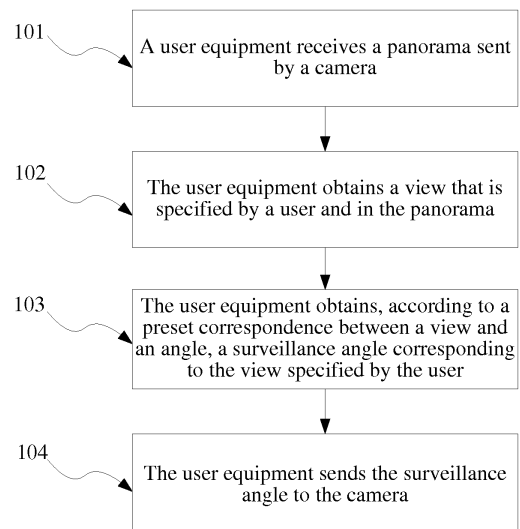 101
A user equipment receives a panorama sent
by a camera
102
The user equipment obtains a view that is
specified by a user and in the panorama
103
The user equipment obtains, according to a
preset correspondence between a view and
an angle, a surveillance angle corresponding
to the view specified by the user
104
The user equipment sends the surveillance
angle to the camera